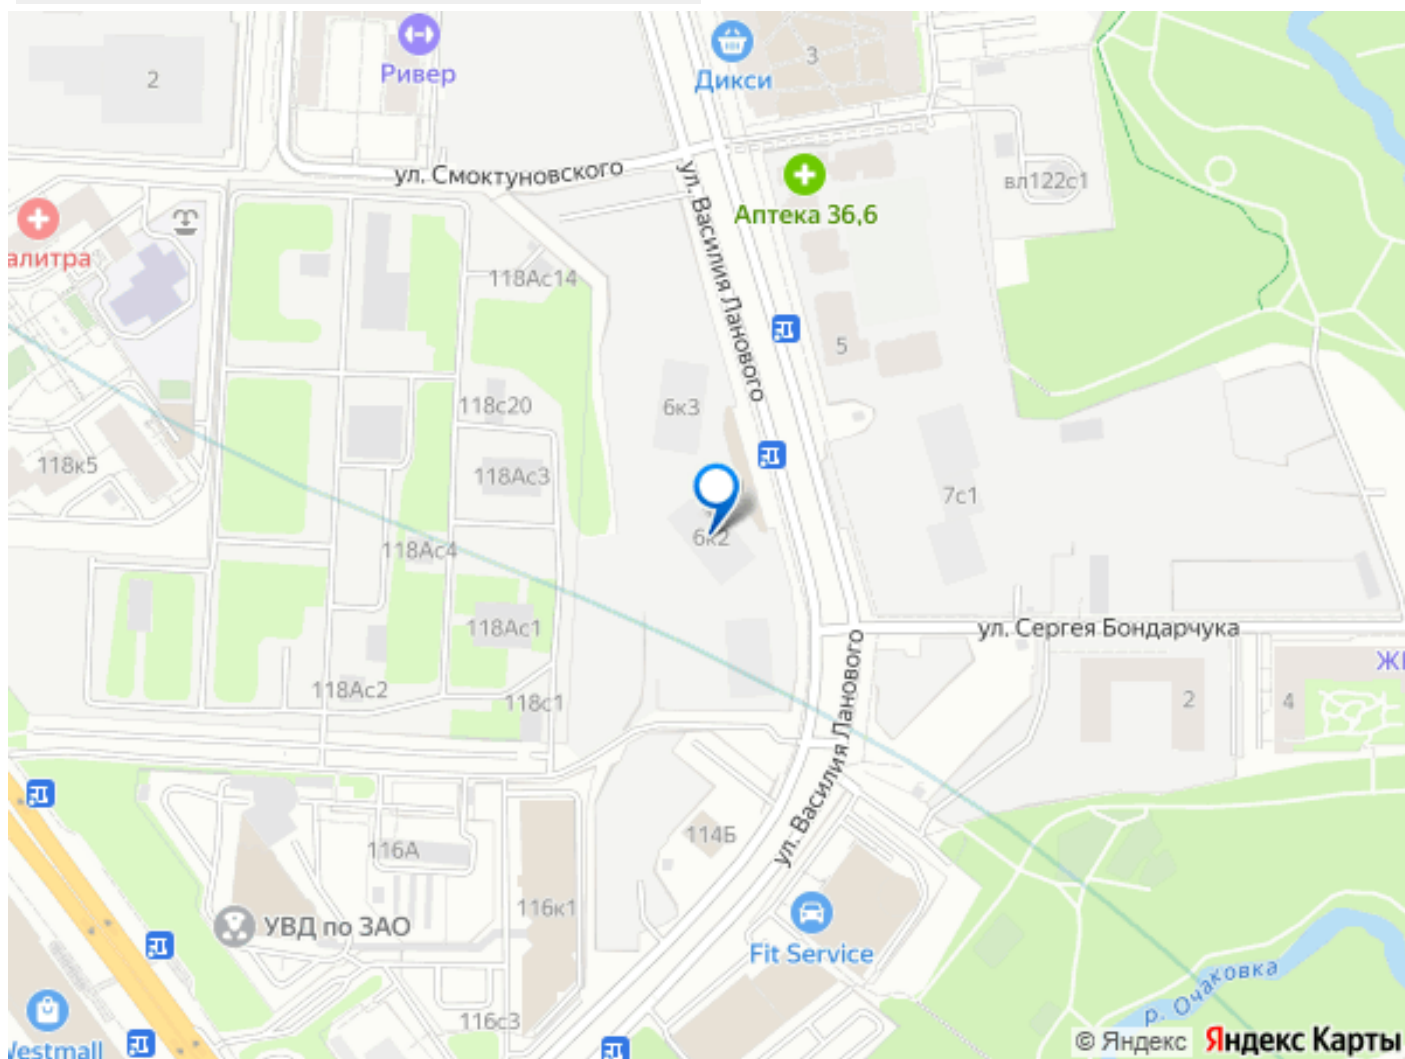 Ривер
Дикси
2
3
ул. Смоктуновского
ул. Василия Ланового
вл122с1
Аптека 36,6
алитра
118Ас14
5
6к3
118с20
118к5
118Ас3
7с1
6к2
118Ас4
118Ас1
ул. Сергея Бондарчука
ЖК
118Ас2
118с1
2
4
ул. Василия Ланового
114Б
116А
116к1
УВД по ЗАО
Fit Service
р. Очаковка
116с3
Westmall
© Яндекс Яндекс Карты